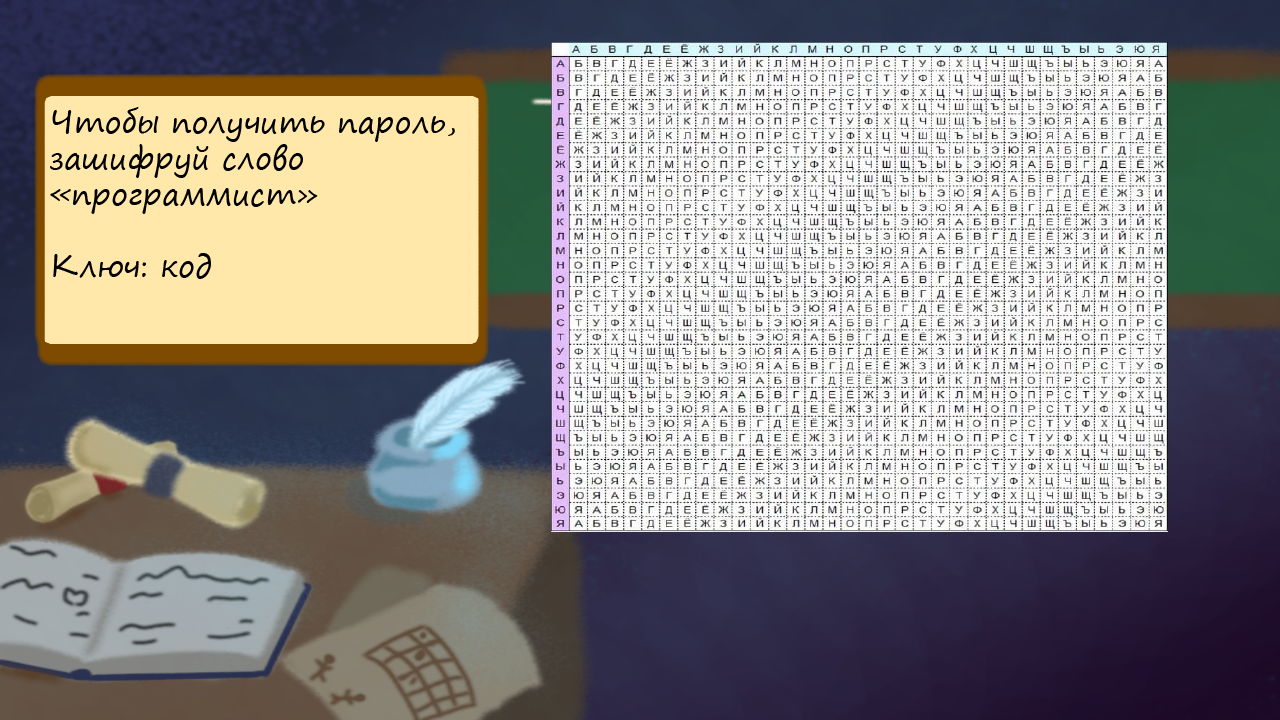 Чтобы получить пароль,
зашифруй слово
«программист»
Ключ: код
А Б В Г Д Е Ё Ж З И Й К Л М Н О П Р С Т У Ф Х Ц Ч Ш Щ Ъ Ы Ь Э Ю Я
А Б В Г Д Е Ё Ж З И Й К Л М Н О П Р С Т У Ф Х Ц Ч Ш Щ Ъ Ы Ь Э Ю Я А
Б В Г Д Е Ё Ж З И Й К Л М Н О П Р С Т У Ф Х Ц Ч Ш Щ Ъ Ы Ь Э Ю Я А Б
В Г Д Е Ё Ж З И Й К Л М Н О П Р С Т У Ф Х Ц Ч Ш Щ Ъ Ы Ь Э Ю Я А Б В
Г Д Е Ё Ж З И Й К Л М Н О П Р С Т У Ф Х Ц Ч Ш Щ Ъ Ы Ь Э Ю Я А Б В Г
Д Е Ё Ж З И Й К Л М Н О П Р С Т У Ф Х Ц Ч Ш Щ Ъ Ы Ь Э Ю Я А Б В Г Д
Е Ё Ж З И Й К Л М Н О П Р С Т У Ф Х Ц Ч Ш Щ Ъ Ы Ь Э Ю Я А Б В Г Д Е
Ё Ж З И Й К Л М Н О П Р С Т У Ф Х Ц Ч Ш Щ Ъ Ы Ь Э Ю Я А Б В Г Д Е Ё
Ж З И Й К Л М Н О П Р С Т У Ф Х Ц Ч Ш Щ Ъ Ы Ь Э Ю Я А Б В Г Д Е Ё Ж
З И Й К Л М Н О П Р С Т У Ф Х Ц Ч Ш Щ Ъ Ы Ь Э Ю Я А Б В Г Д Е Ё Ж З
И Й К Л М Н О П Р С Т У Ф Х Ц Ч Ш Щ Ъ Ы Ь Э Ю Я А Б В Г Д Е Ё Ж З И
Й К Л М Н О П Р С Т У Ф Х Ц Ч Ш Щ Ъ Ы Ь Э Ю Я А Б В Г Д Е Ё Ж З И Й
К Л М Н О П Р С Т У Ф Х Ц Ч Ш Щ Ъ Ы Ь Э Ю Я А Б В Г Д Е Ё Ж З И Й К
Л М Н О П Р С Т У Ф Х Ц Ч Ш Щ Ъ Ы Ь Э Ю Я А Б В Г Д Е Ё Ж З И Й К Л
М Н О П Р С Т У Ф Х Ц Ч Ш Щ Ъ Ы Ь Э Ю Я А Б В Г Д Е Ё Ж З И Й К Л М
Н О П Р С Т У Ф Х Ц Ч Ш Щ Ъ Ы Ь Э Ю Я А Б В Г Д Е Ё Ж З И Й К Л М Н
О П Р С Т У Ф Х Ц Ч Ш Щ Ъ Ы Ь Э Ю Я А Б В Г Д Е Ё Ж З И Й К Л М Н О
П Р С Т У Ф Х Ц Ч Ш Щ Ъ Ы Ь Э Ю Я А Б В Г Д Е Ё Ж З И Й К Л М Н О П
Р С Т У Ф Х Ц Ч Ш Щ Ъ Ы Ь Э Ю Я А Б В Г Д Е Ё Ж З И Й К Л М Н О П Р
С Т У Ф Х Ц Ч Ш Щ Ъ Ы Ь Э Ю Я А Б В Г Д Е Ё Ж З И Й К Л М Н О П Р С
Т У Ф Х Ц Ч Ш Щ Ъ Ы Ь Э Ю Я А Б В Г Д Е Ё Ж З И Й К Л М Н О П Р С Т
У Ф Х Ц Ч Ш Щ Ъ Ы Ь Э Ю Я А Б В Г Д Е Ё Ж З И Й К Л М Н О П Р С Т У
Ф Х Ц Ч Ш Щ Ъ Ы Ь Э Ю Я А Б В Г Д Е Ё Ж З И Й К Л М Н О П Р С Т У Ф
Х Ц Ч Ш Щ Ъ Ы Ь Э Ю Я А Б В Г Д Е Ё Ж З И Й К Л М Н О П Р С Т У Ф Х
Ц Ч Ш Щ Ъ Ы Ь Э Ю Я А Б В Г Д Е Ё Ж З И Й К Л М Н О П Р С Т У Ф Х Ц
Ч Ш Щ Ъ Ы Ь Э Ю Я А Б В Г Д Е Ё Ж З И Й К Л М Н О П Р С Т У Ф Х Ц Ч
Ш Щ Ъ Ы Ь Э Ю Я А Б В Г Д Е Ё Ж З И Й К Л М Н О П Р С Т У Ф Х Ц Ч Ш
Щ Ъ Ы Ь Э Ю Я А Б В Г Д Е Ё Ж З И Й К Л М Н О П Р С Т У Ф Х Ц Ч Ш Щ
Ъ Ы Ь Э Ю Я А Б В Г Д Е Ё Ж З И Й К Л М Н О П Р С Т У Ф Х Ц Ч Ш Щ Ъ
Ы Ь Э Ю Я А Б В Г Д Е Ё Ж З И Й К Л М Н О П Р С Т У Ф Х Ц Ч Ш Щ Ъ Ы
Ь Э Ю Я А Б В Г Д Е Ё Ж З И Й К Л М Н О П Р С Т У Ф Х Ц Ч Ш Щ Ъ Ы Ь
Э Ю Я А Б В Г Д Е Ё Ж З И Й К Л М Н О П Р С Т У Ф Х Ц Ч Ш Щ Ъ Ы Ь Э
Ю Я А Б В Г Д Е Ё Ж З И Й К Л М Н О П Р С Т У Ф Х Ц Ч Ш Щ Ъ Ы Ь Э Ю
Я А Б В Г Д Е Ё Ж З И Й К Л М Н О П Р С Т У Ф Х Ц Ч Ш Щ Ъ Ы Ь Э Ю Я